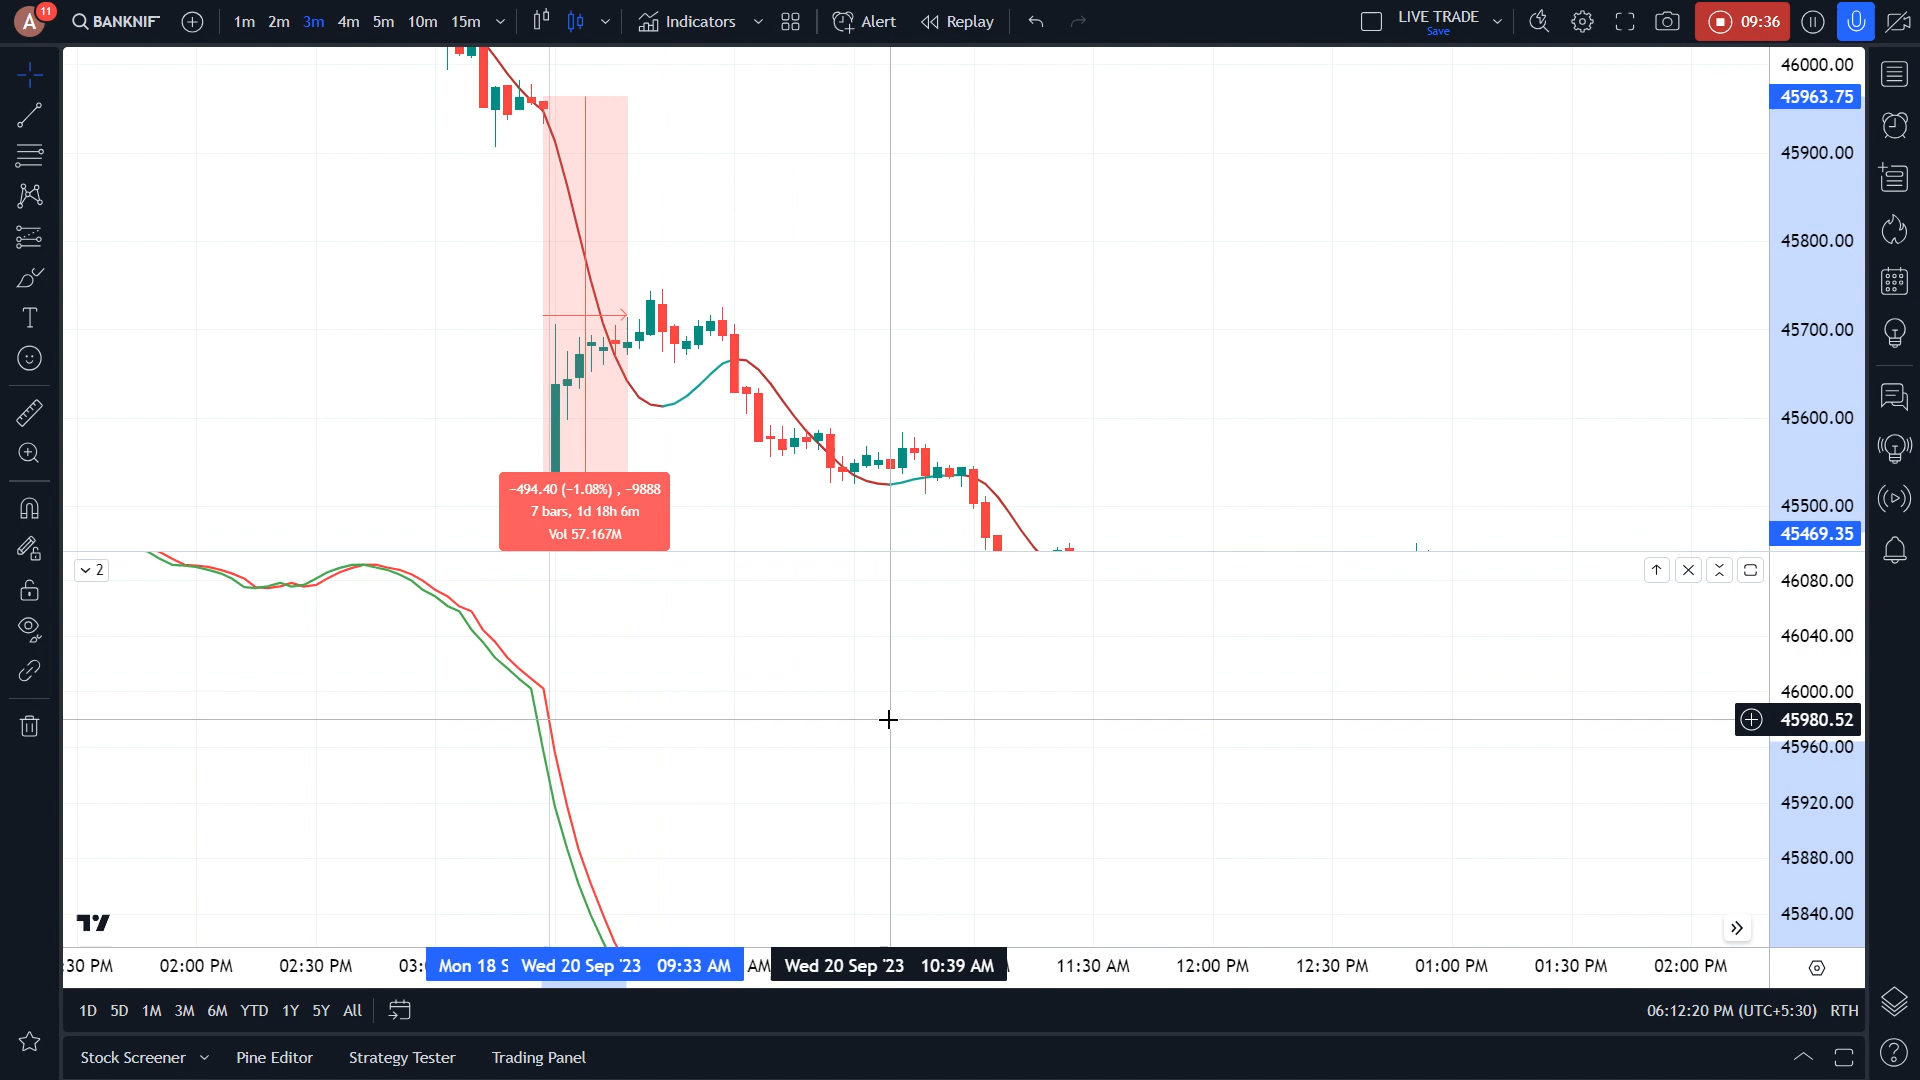 A 11 BANKNIF 1m 2m 3m 4m 5m 10m 15m Indicators Alert Replay LIVE TRADE Save 09:36
46000.00
45963.75
45900.00
45800.00
45700.00
45600.00
45500.00
45469.35
−494.40 (−1.08%) , −9888
7 bars, 1d 18h 6m
Vol 57.167M
2
46080.00
46040.00
46000.00
45980.52
45960.00
45920.00
45880.00
45840.00
:30 PM 02:00 PM 02:30 PM 03: Mon 18 S Wed 20 Sep '23 09:33 AM AM Wed 20 Sep '23 10:39 AM 11:30 AM 12:00 PM 12:30 PM 01:00 PM 01:30 PM 02:00 PM
1D 5D 1M 3M 6M YTD 1Y 5Y All 06:12:20 PM (UTC+5:30) RTH
Stock Screener Pine Editor Strategy Tester Trading Panel